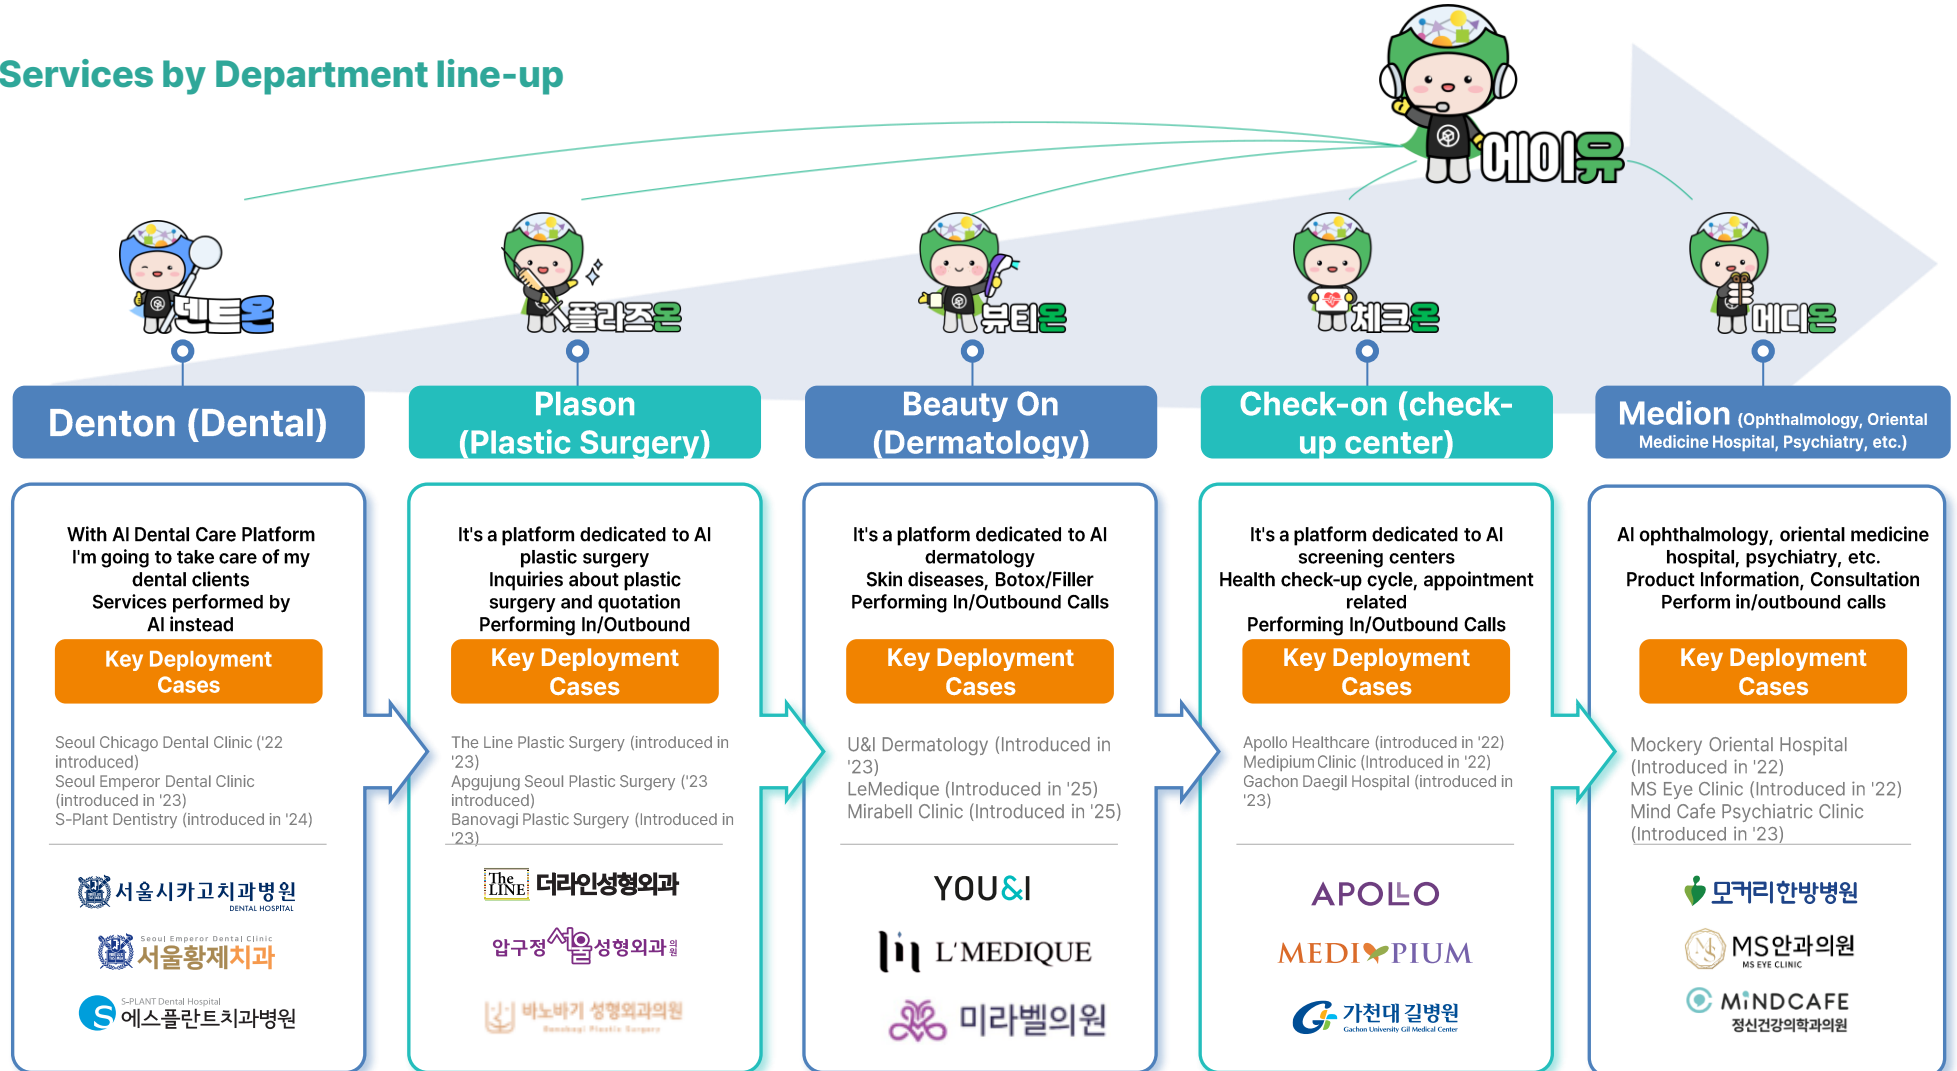 Services by Department line-up
에이유
덴트온
플라즈온
뷰티온
체크온
메디온
Denton (Dental)
With AI Dental Care Platform
I'm going to take care of my
dental clients
Services performed by
AI instead
Key Deployment
Cases
Seoul Chicago Dental Clinic ('22
introduced)
Seoul Emperor Dental Clinic
(introduced in '23)
S-Plant Dentistry (introduced in '24)
서울시카고치과병원
DENTAL HOSPITAL
Seoul Emperor Dental Clinic
서울황제치과
S-PLANT Dental Hospital
에스플란트치과병원
Plason
(Plastic Surgery)
It's a platform dedicated to AI
plastic surgery
Inquiries about plastic
surgery and quotation
Performing In/Outbound
Key Deployment
Cases
The Line Plastic Surgery (introduced in
'23)
Apgujung Seoul Plastic Surgery ('23
introduced)
Banovagi Plastic Surgery (Introduced in
'23)
The LINE 더라인성형외과
압구정서울성형외과의원
바노바기 성형외과의원
Banobagi Plastic Surgery
Beauty On
(Dermatology)
It's a platform dedicated to AI
dermatology
Skin diseases, Botox/Filler
Performing In/Outbound Calls
Key Deployment
Cases
U&I Dermatology (Introduced in
'23)
LeMedique (Introduced in '25)
Mirabell Clinic (Introduced in '25)
YOU&I
L'MEDIQUE
미라벨의원
Check-on (check-
up center)
It's a platform dedicated to AI
screening centers
Health check-up cycle, appointment
related
Performing In/Outbound Calls
Key Deployment
Cases
Apollo Healthcare (introduced in '22)
Medipium Clinic (Introduced in '22)
Gachon Daegil Hospital (introduced in
'23)
APOLLO
MEDIPIUM
가천대 길병원
Gachon University Gil Medical Center
Medion (Ophthalmology, Oriental
Medicine Hospital, Psychiatry, etc.)
AI ophthalmology, oriental medicine
hospital, psychiatry, etc.
Product Information, Consultation
Perform in/outbound calls
Key Deployment
Cases
Mockery Oriental Hospital
(Introduced in '22)
MS Eye Clinic (Introduced in '22)
Mind Cafe Psychiatric Clinic
(Introduced in '23)
모커리한방병원
MS MS안과의원
MS EYE CLINIC
MiNDCAFE
정신건강의학과의원